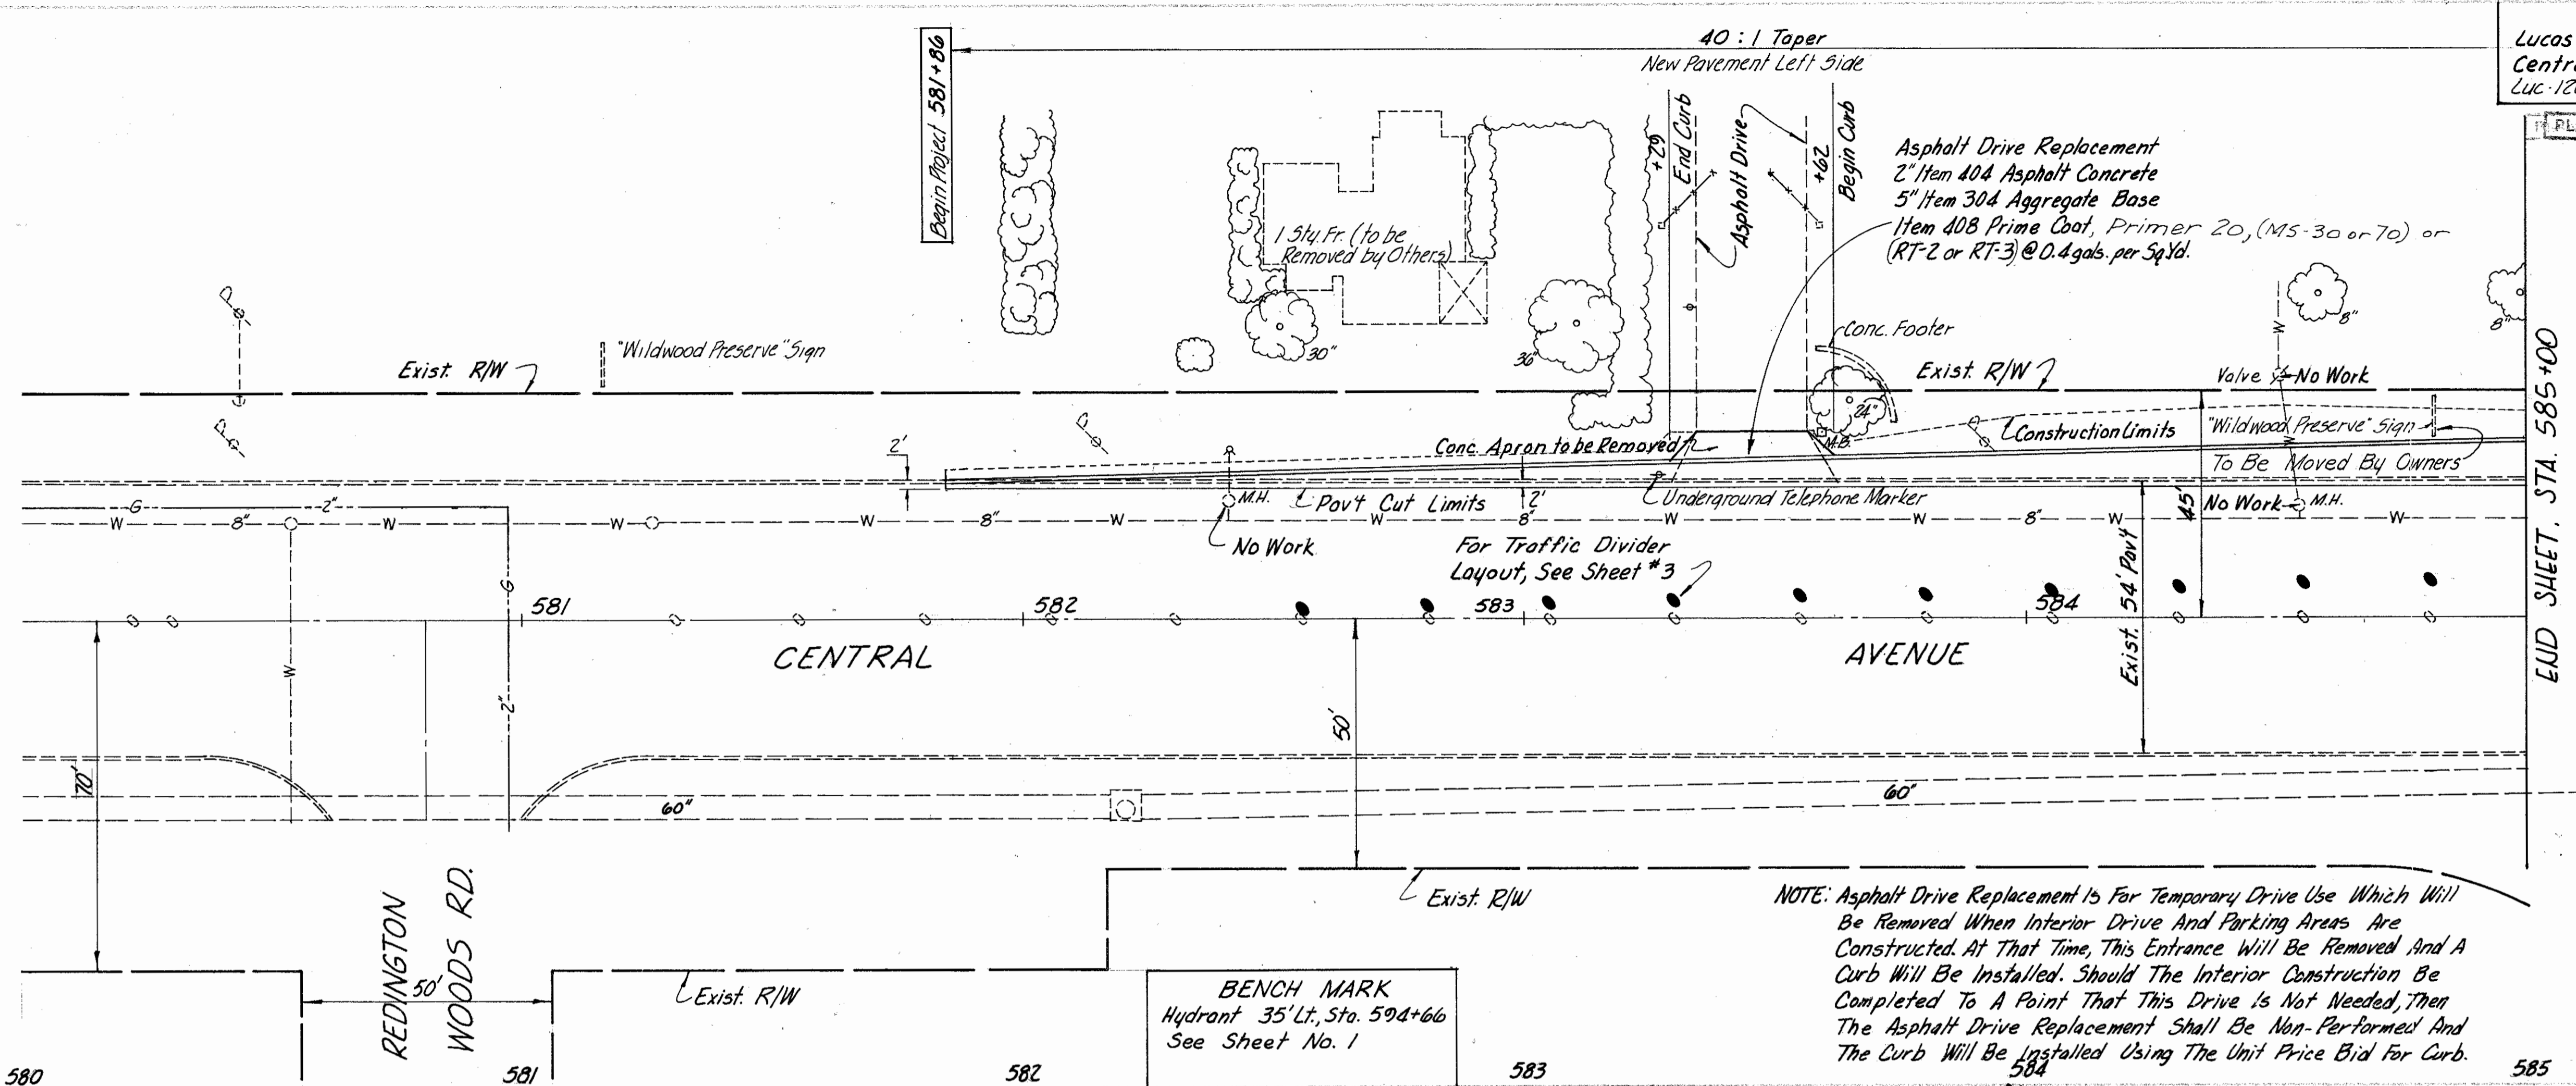 40 : 1 Taper
New Pavement Left Side
Begin Project 581+86
Lucas
Centr
Luc-12
+29
End Curb
Asphalt Drive
+62
Begin Curb
Asphalt Drive Replacement
2" Item 404 Asphalt Concrete
5" Item 304 Aggregate Base
Item 408 Prime Coat, Primer 20, (MS-30 or 70) or
(RT-2 or RT-3) @ 0.4 gals. per Sq.Yd.
1 Sty. Fr. (to be
Removed by Others)
"Wildwood Preserve" Sign
Exist. R/W
30"
36"
Conc. Footer
24"
M.B.
Exist. R/W
8"
8"
W
Valve
No Work
Construction Limits
"Wildwood Preserve" Sign
To Be Moved By Owners
Conc. Apron to be Removed
2'
2'
M.H.
Pav't Cut Limits
Underground Telephone Marker
45'
No Work
M.H.
END SHEET, STA. 585+00
G
2"
W
8"
W
W
W
8"
W
W
8"
W
W
8"
W
W
No Work
For Traffic Divider
Layout, See Sheet #3
Exist. 54' Pav't
G
581
582
583
584
CENTRAL
AVENUE
W
2"
70'
50'
60"
60"
REDINGTON
WOODS RD.
50'
Exist. R/W
Exist. R/W
BENCH MARK
Hydrant 35' Lt., Sta. 594+66
See Sheet No. 1
NOTE: Asphalt Drive Replacement Is For Temporary Drive Use Which Will
Be Removed When Interior Drive And Parking Areas Are
Constructed. At That Time, This Entrance Will Be Removed And A
Curb Will Be Installed. Should The Interior Construction Be
Completed To A Point That This Drive Is Not Needed, Then
The Asphalt Drive Replacement Shall Be Non-Performed And
The Curb Will Be Installed Using The Unit Price Bid For Curb.
580
581
582
583
584
585